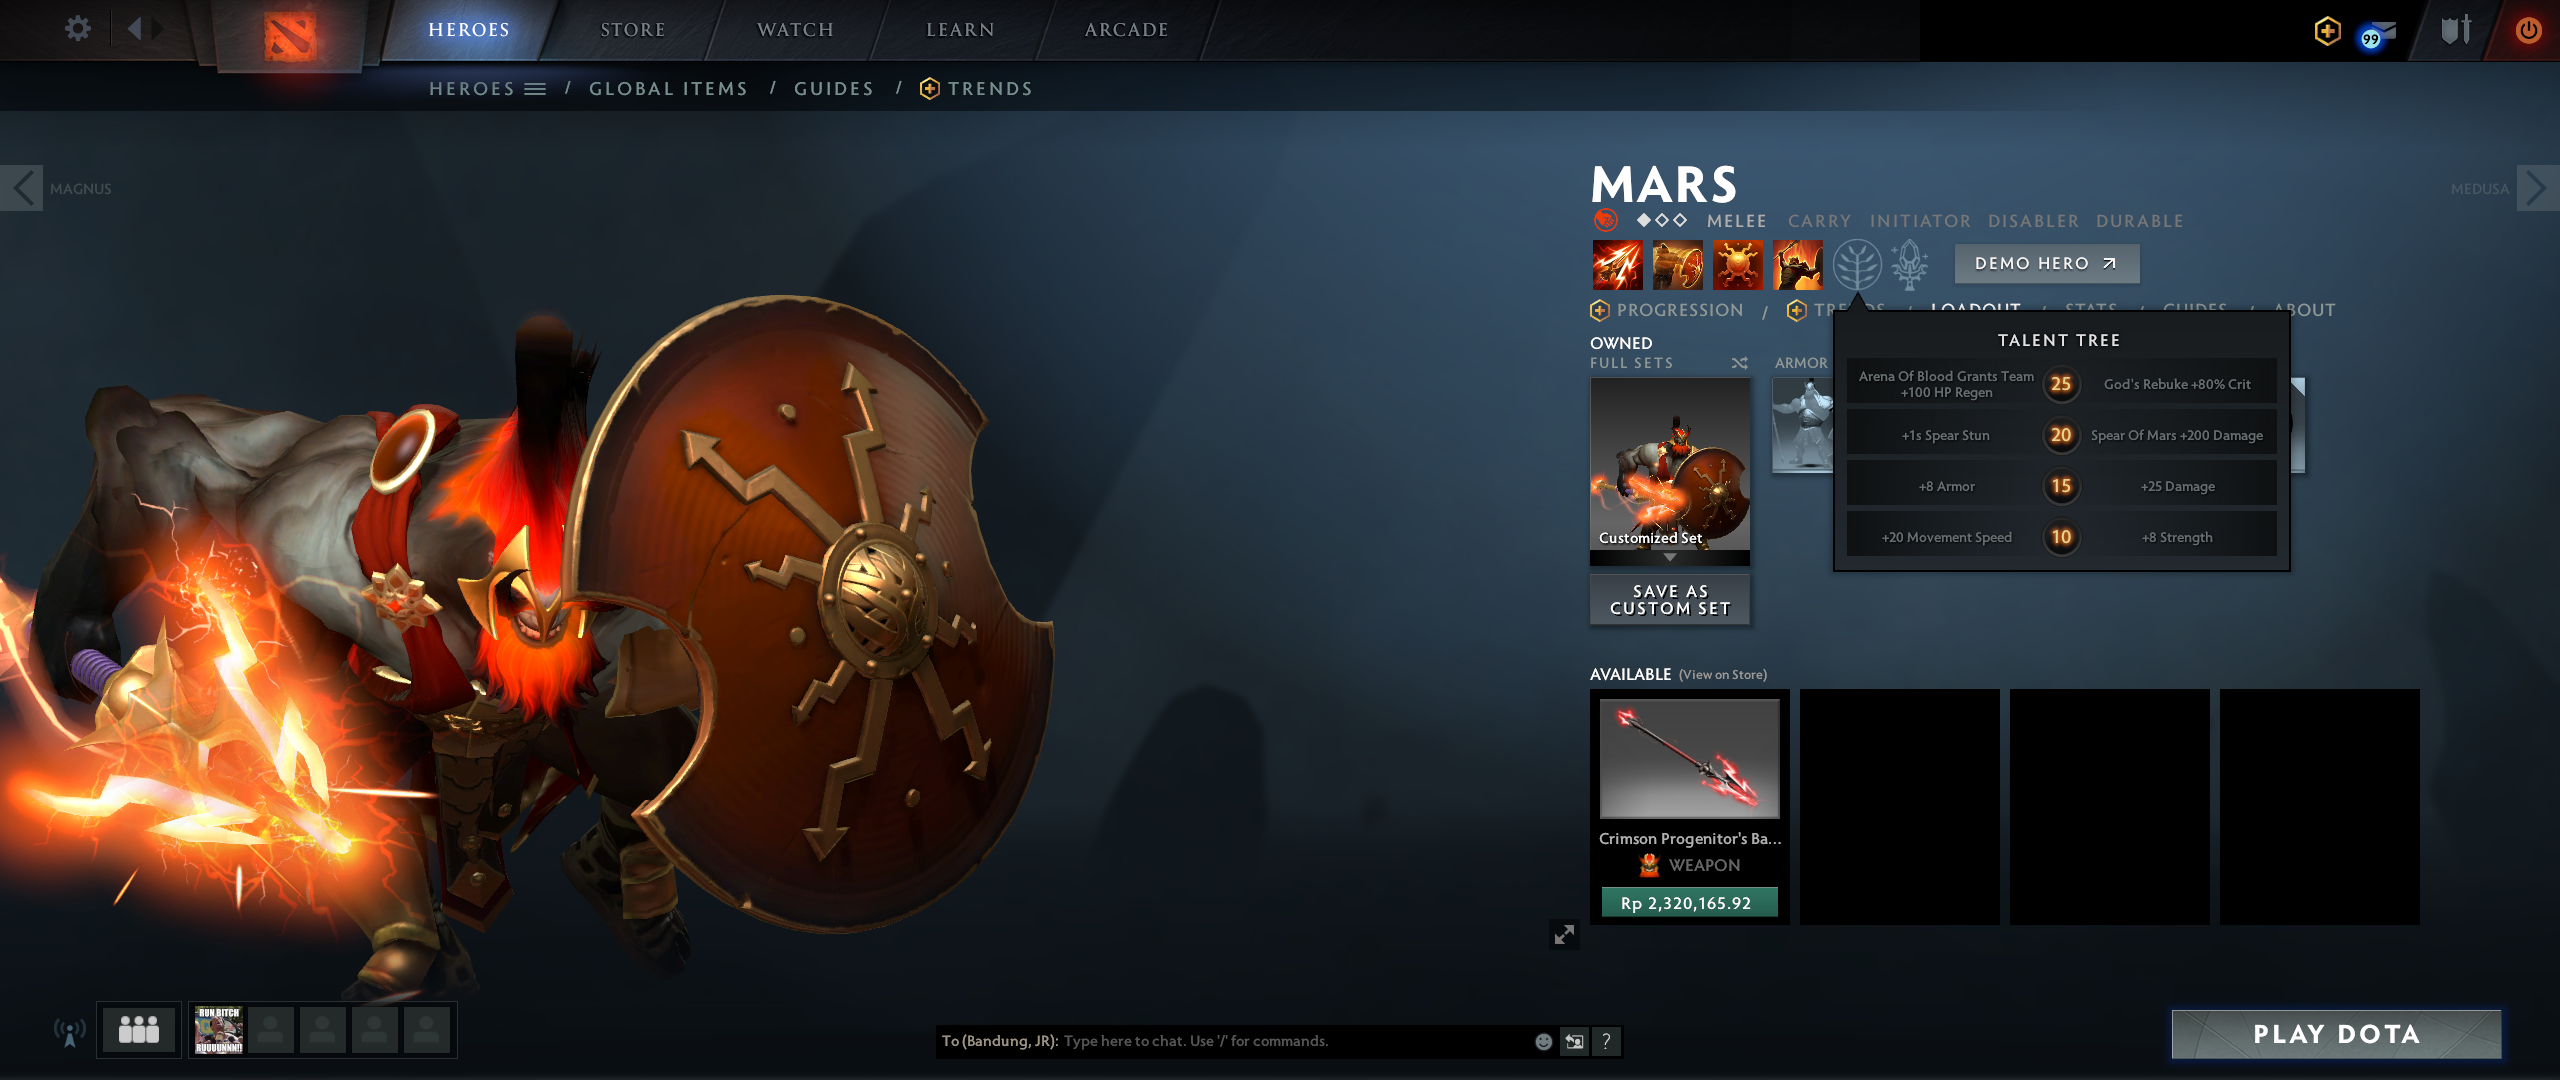 HEROES
STORE
WATCH
LEARN
ARCADE
99
HEROES / GLOBAL ITEMS / GUIDES / TRENDS
MAGNUS
MARS
MEDUSA
MELEE CARRY INITIATOR DISABLER DURABLE
DEMO HERO
PROGRESSION / TRENDS / LOADOUT / STATS / GUIDES / ABOUT
OWNED
FULL SETS
ARMOR
TALENT TREE
Arena Of Blood Grants Team
+100 HP Regen
25
God's Rebuke +80% Crit
+1s Spear Stun
20
Spear Of Mars +200 Damage
+8 Armor
15
+25 Damage
+20 Movement Speed
10
+8 Strength
Customized Set
SAVE AS
CUSTOM SET
AVAILABLE (View on Store)
Crimson Progenitor's Ba...
WEAPON
Rp 2,320,165.92
RUN BITCH
RUUUUNNN!!
To (Bandung, JR): Type here to chat. Use '/' for commands.
?
PLAY DOTA